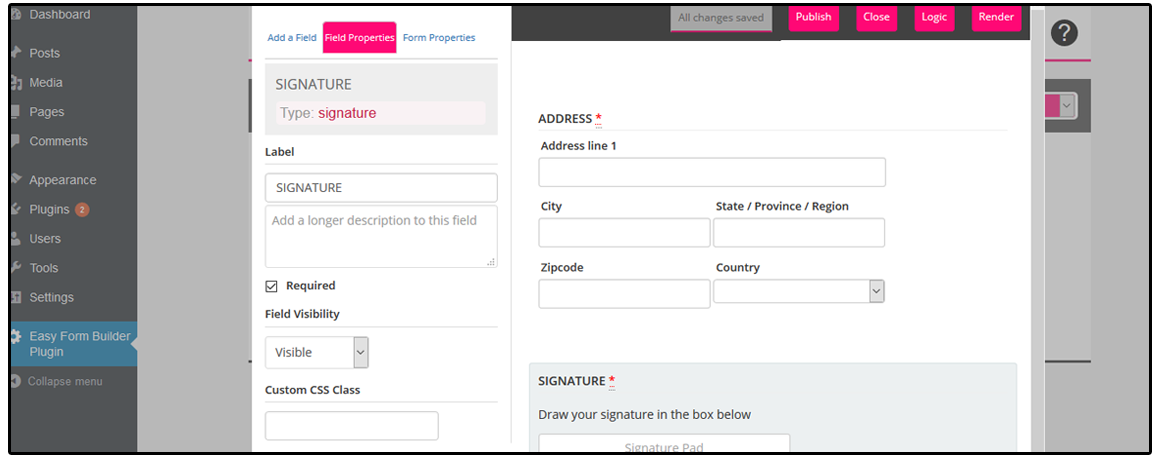 Dashboard
Posts
Media
Pages
Comments
Appearance
Plugins 2
Users
Tools
Settings
Easy Form Builder
Plugin
Collapse menu
Add a Field Field Properties Form Properties
SIGNATURE
Type: signature
Label
SIGNATURE
Add a longer description to this field
Required
Field Visibility
Visible
Custom CSS Class
All changes saved Publish Close Logic Render
?
ADDRESS *
Address line 1
City State / Province / Region
Zipcode Country
SIGNATURE *
Draw your signature in the box below
Signature Pad